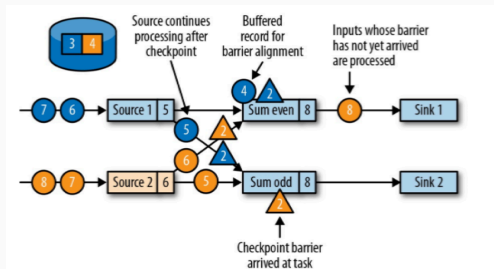 Source continues
processing after
checkpoint
Buffered
record for
barrier alignment
Inputs whose barrier
has not yet arrived
are processed
3 4
4 2
7 6 Source 1 5 Sum even 8 8 Sink 1
5 2
6 2
8 7 Source 2 6 5 Sum odd 8 Sink 2
2
Checkpoint barrier
arrived at task